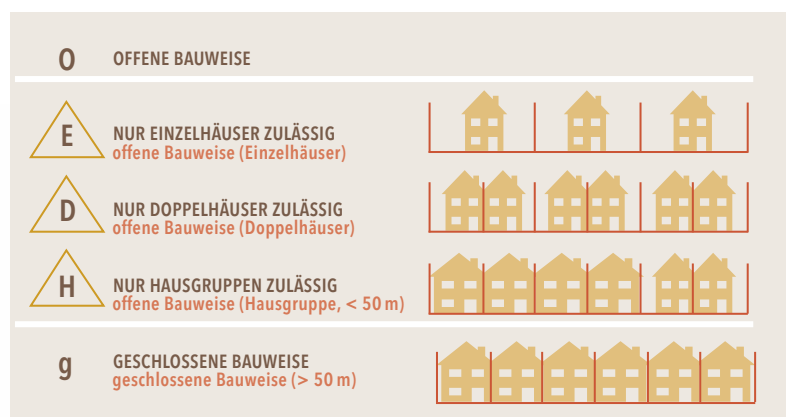 O OFFENE BAUWEISE
E NUR EINZELHÄUSER ZULÄSSIG
offene Bauweise (Einzelhäuser)
D NUR DOPPELHÄUSER ZULÄSSIG
offene Bauweise (Doppelhäuser)
H NUR HAUSGRUPPEN ZULÄSSIG
offene Bauweise (Hausgruppe, < 50 m)
g GESCHLOSSENE BAUWEISE
geschlossene Bauweise (> 50 m)